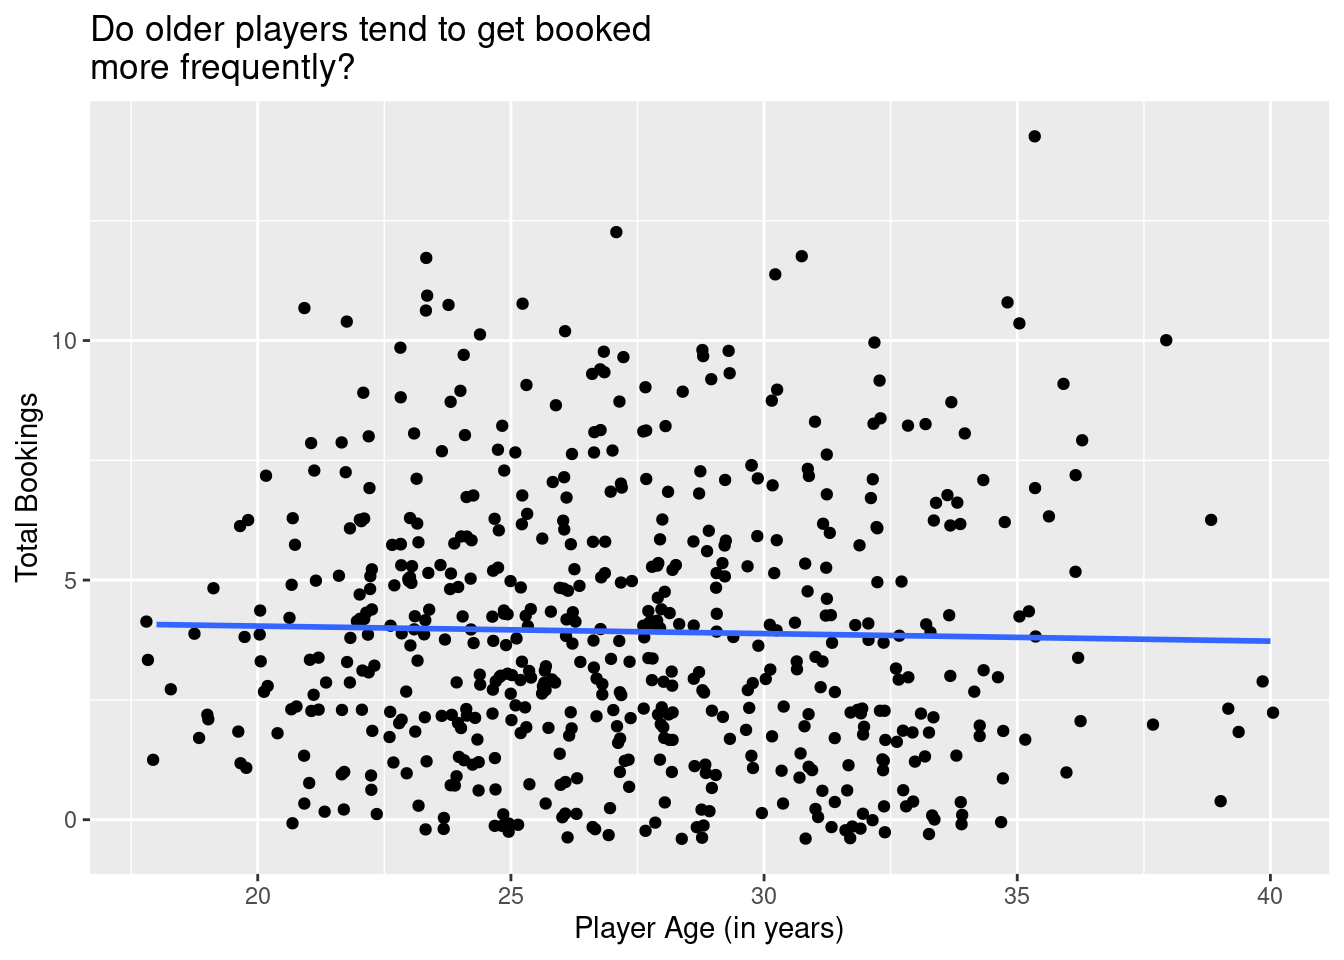 Do older players tend to get booked
more frequently?
Total Bookings
10
5
0
20
25
30
35
40
Player Age (in years)